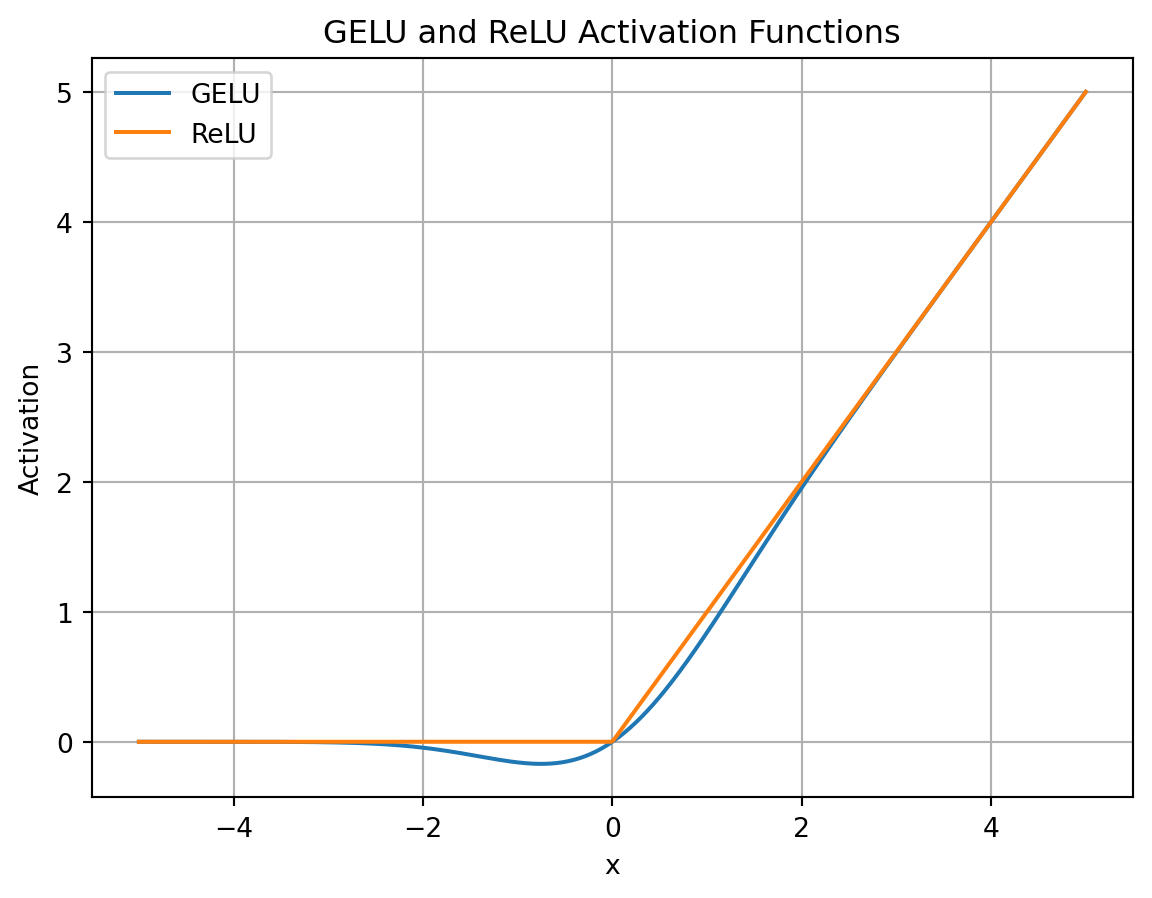 GELU and ReLU Activation Functions
GELU
ReLU
5
4
3
2
1
0
Activation
−4 −2 0 2 4
x